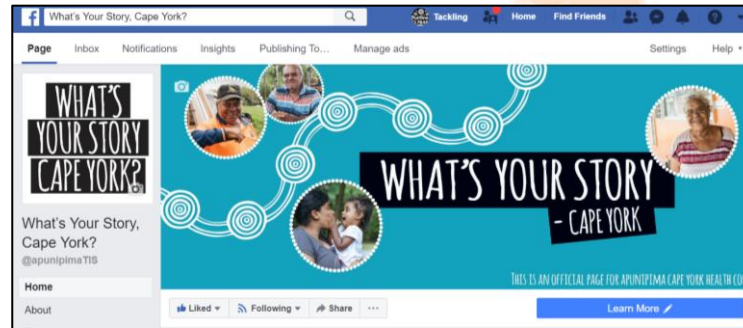 What's Your Story, Cape York?
Tackling
Home
Find Friends
Page
Inbox
Notifications
Insights
Publishing To...
Manage ads
Settings
Help
WHAT'S
YOUR STORY
CAPE YORK?
WHAT'S YOUR STORY
- CAPE YORK
THIS IS AN OFFICIAL PAGE FOR APUNIPIMA CAPE YORK HEALTH
What's Your Story,
Cape York?
@apunipimaTIS
Home
About
Liked
Following
Share
...
Learn More